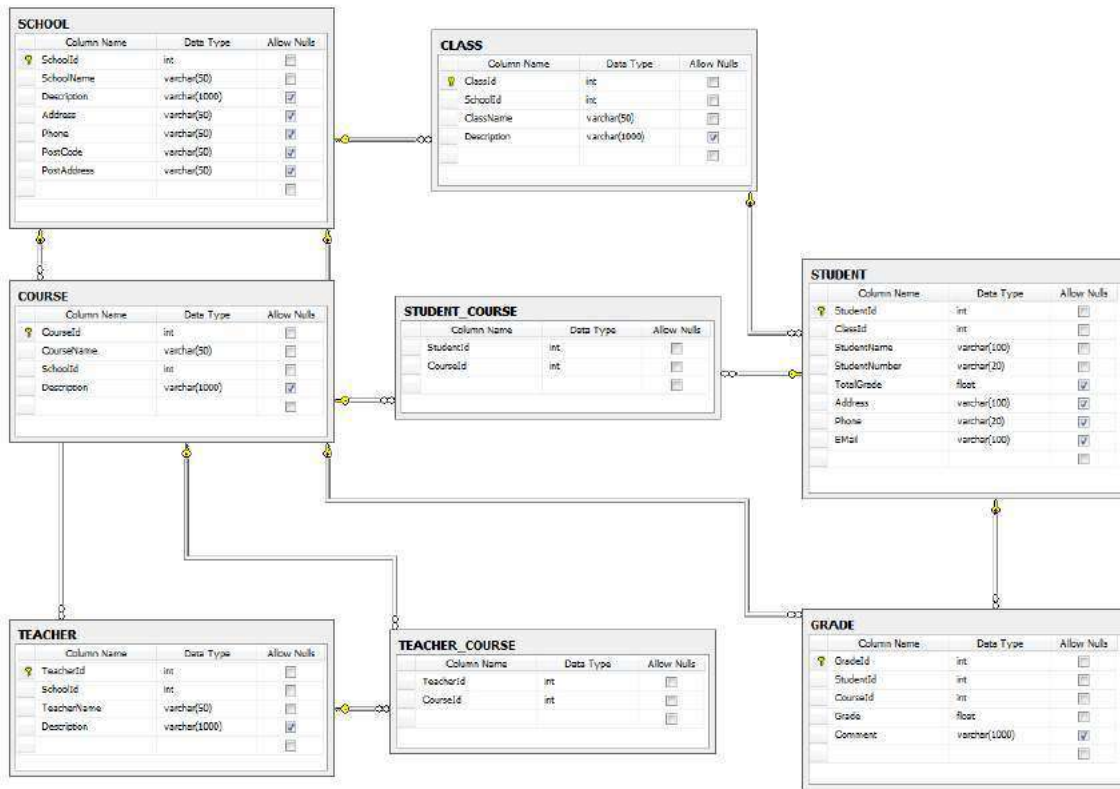 SCHOOL
Column Name Data Type Allow Nulls
SchoolId int
SchoolName varchar(50)
Description varchar(1000)
Address varchar(50)
Phone varchar(50)
PostCode varchar(50)
PostAddress varchar(50)
CLASS
Column Name Data Type Allow Nulls
ClassId int
SchoolId int
ClassName varchar(50)
Description varchar(1000)
COURSE
Column Name Data Type Allow Nulls
CourseId int
CourseName varchar(50)
SchoolId int
Description varchar(1000)
STUDENT_COURSE
Column Name Data Type Allow Nulls
StudentId int
CourseId int
STUDENT
Column Name Data Type Allow Nulls
StudentId int
ClassId int
StudentName varchar(100)
StudentNumber varchar(20)
TotalGrade float
Address varchar(100)
Phone varchar(20)
EMail varchar(100)
TEACHER
Column Name Data Type Allow Nulls
TeacherId int
SchoolId int
TeacherName varchar(50)
Description varchar(1000)
TEACHER_COURSE
Column Name Data Type Allow Nulls
TeacherId int
CourseId int
GRADE
Column Name Data Type Allow Nulls
GradeId int
StudentId int
CourseId int
Grade float
Comment varchar(1000)